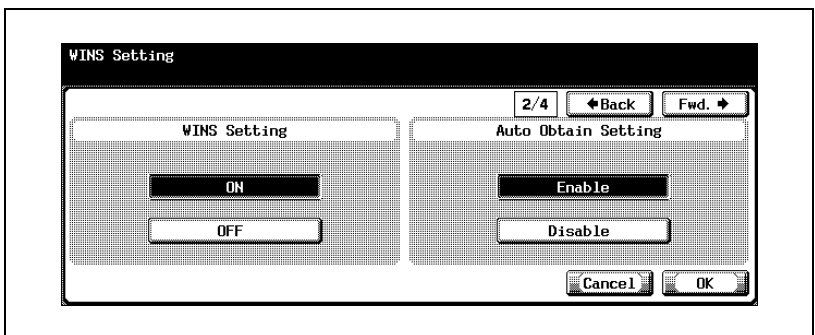 WINS Setting
2/4 ←Back Fwd. →
WINS Setting
Auto Obtain Setting
ON
Enable
OFF
Disable
Cancel OK